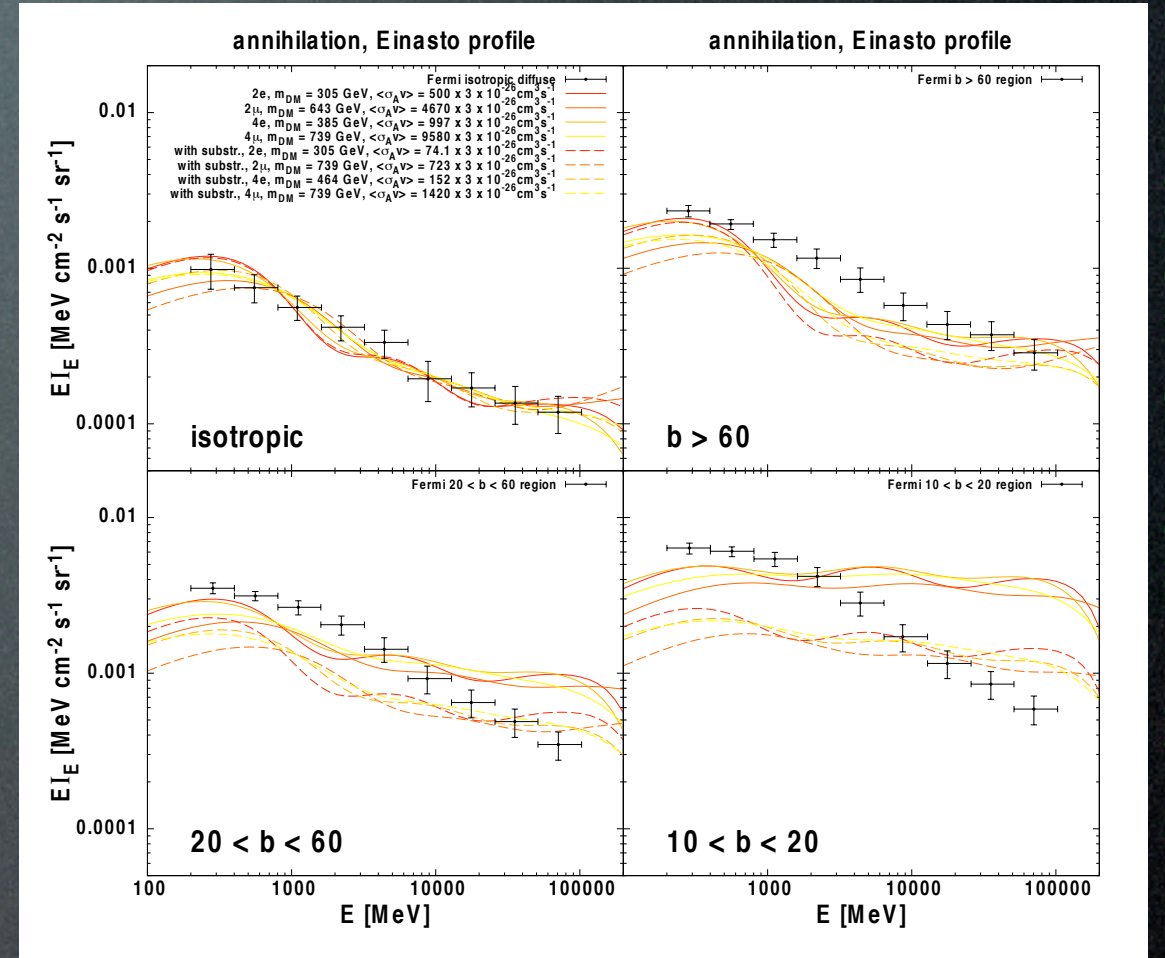 annihilation, Einasto profile
annihilation, Einasto profile
Fermi isotropic diffuse
2e, m_DM = 305 GeV, <σ_A v> = 500 x 3 x 10^-26 cm^3 s^-1
2μ, m_DM = 643 GeV, <σ_A v> = 4670 x 3 x 10^-26 cm^3 s^-1
4e, m_DM = 385 GeV, <σ_A v> = 997 x 3 x 10^-26 cm^3 s^-1
4μ, m_DM = 739 GeV, <σ_A v> = 9580 x 3 x 10^-26 cm^3 s^-1
with substr., 2e, m_DM = 305 GeV, <σ_A v> = 74.1 x 3 x 10^-26 cm^3 s^-1
with substr., 2μ, m_DM = 739 GeV, <σ_A v> = 723 x 3 x 10^-26 cm^3 s^-1
with substr., 4e, m_DM = 464 GeV, <σ_A v> = 152 x 3 x 10^-26 cm^3 s^-1
with substr., 4μ, m_DM = 739 GeV, <σ_A v> = 1420 x 3 x 10^-26 cm^3 s^-1
Fermi b > 60 region
0.01
0.001
0.0001
EI_E [MeV cm^-2 s^-1 sr^-1]
isotropic
b > 60
Fermi 20 < b < 60 region
Fermi 10 < b < 20 region
0.01
0.001
0.0001
EI_E [MeV cm^-2 s^-1 sr^-1]
20 < b < 60
10 < b < 20
100 1000 10000 100000
1000 10000 100000
E [MeV]
E [MeV]